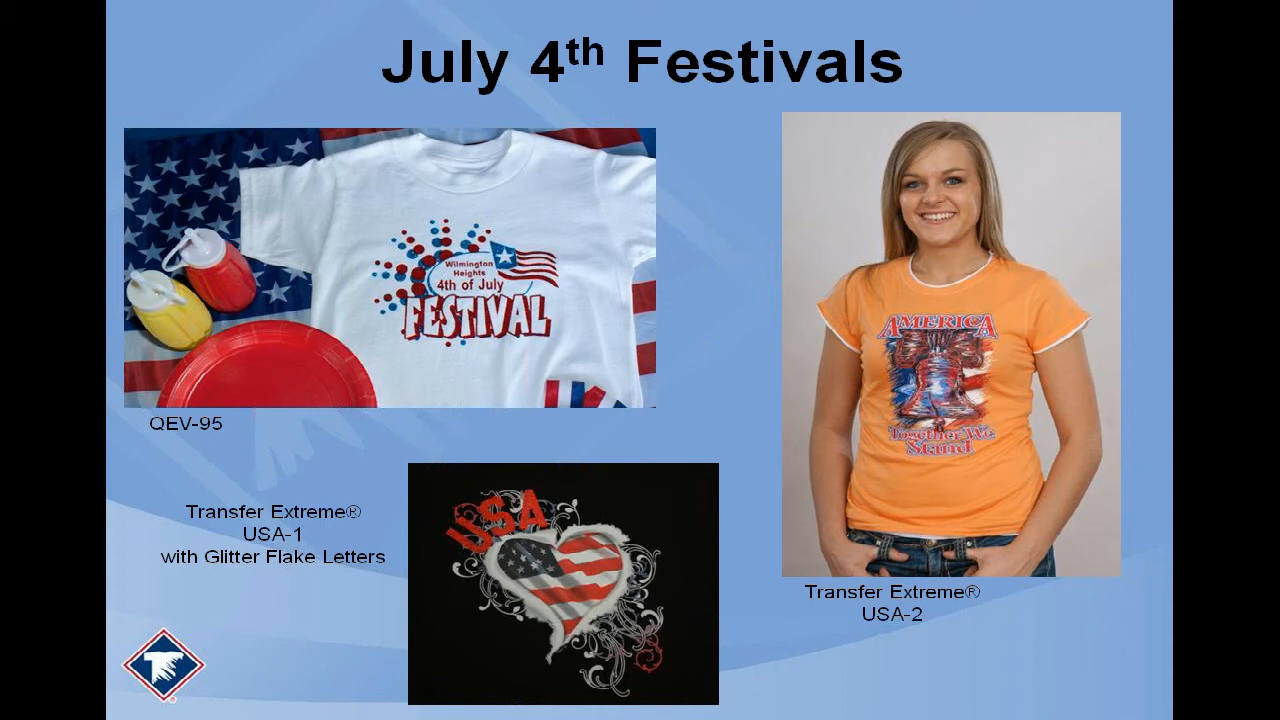 July 4th Festivals
Wilmington
Heights
4th of July
FESTIVAL
QEV-95
AMERICA
Together We
Stand
Transfer Extreme®
USA-1
with Glitter Flake Letters
USA
Transfer Extreme®
USA-2
T